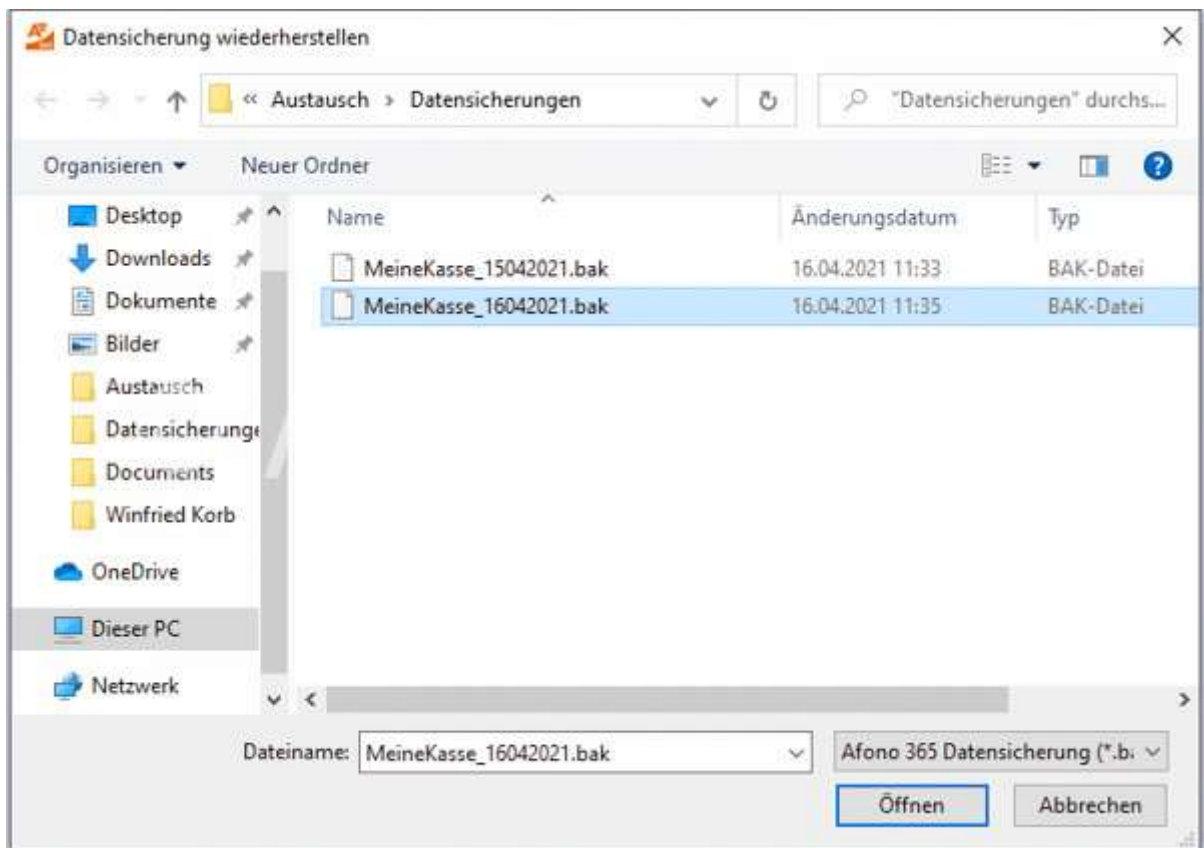 Datensicherung wiederherstellen
« Austausch › Datensicherungen
"Datensicherungen" durchs...
Organisieren
Neuer Ordner
Name Änderungsdatum Typ
MeineKasse_15042021.bak 16.04.2021 11:33 BAK-Datei
MeineKasse_16042021.bak 16.04.2021 11:35 BAK-Datei
Desktop
Downloads
Dokumente
Bilder
Austausch
Datensicherunge
Documents
Winfried Korb
OneDrive
Dieser PC
Netzwerk
Dateiname: MeineKasse_16042021.bak Afono 365 Datensicherung (*.b.
Öffnen Abbrechen